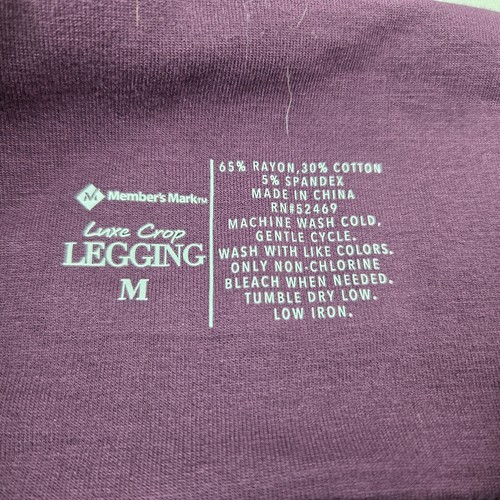 Member's Mark™
Luxe Crop
LEGGING
M
65% RAYON,30% COTTON
5% SPANDEX
MADE IN CHINA
RN#52469
MACHINE WASH COLD.
GENTLE CYCLE.
WASH WITH LIKE COLORS.
ONLY NON-CHLORINE
BLEACH WHEN NEEDED.
TUMBLE DRY LOW.
LOW IRON.